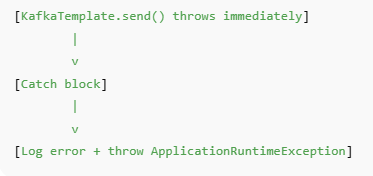 [KafkaTemplate.send() throws immediately]
|
v
[Catch block]
|
v
[Log error + throw ApplicationRuntimeException]